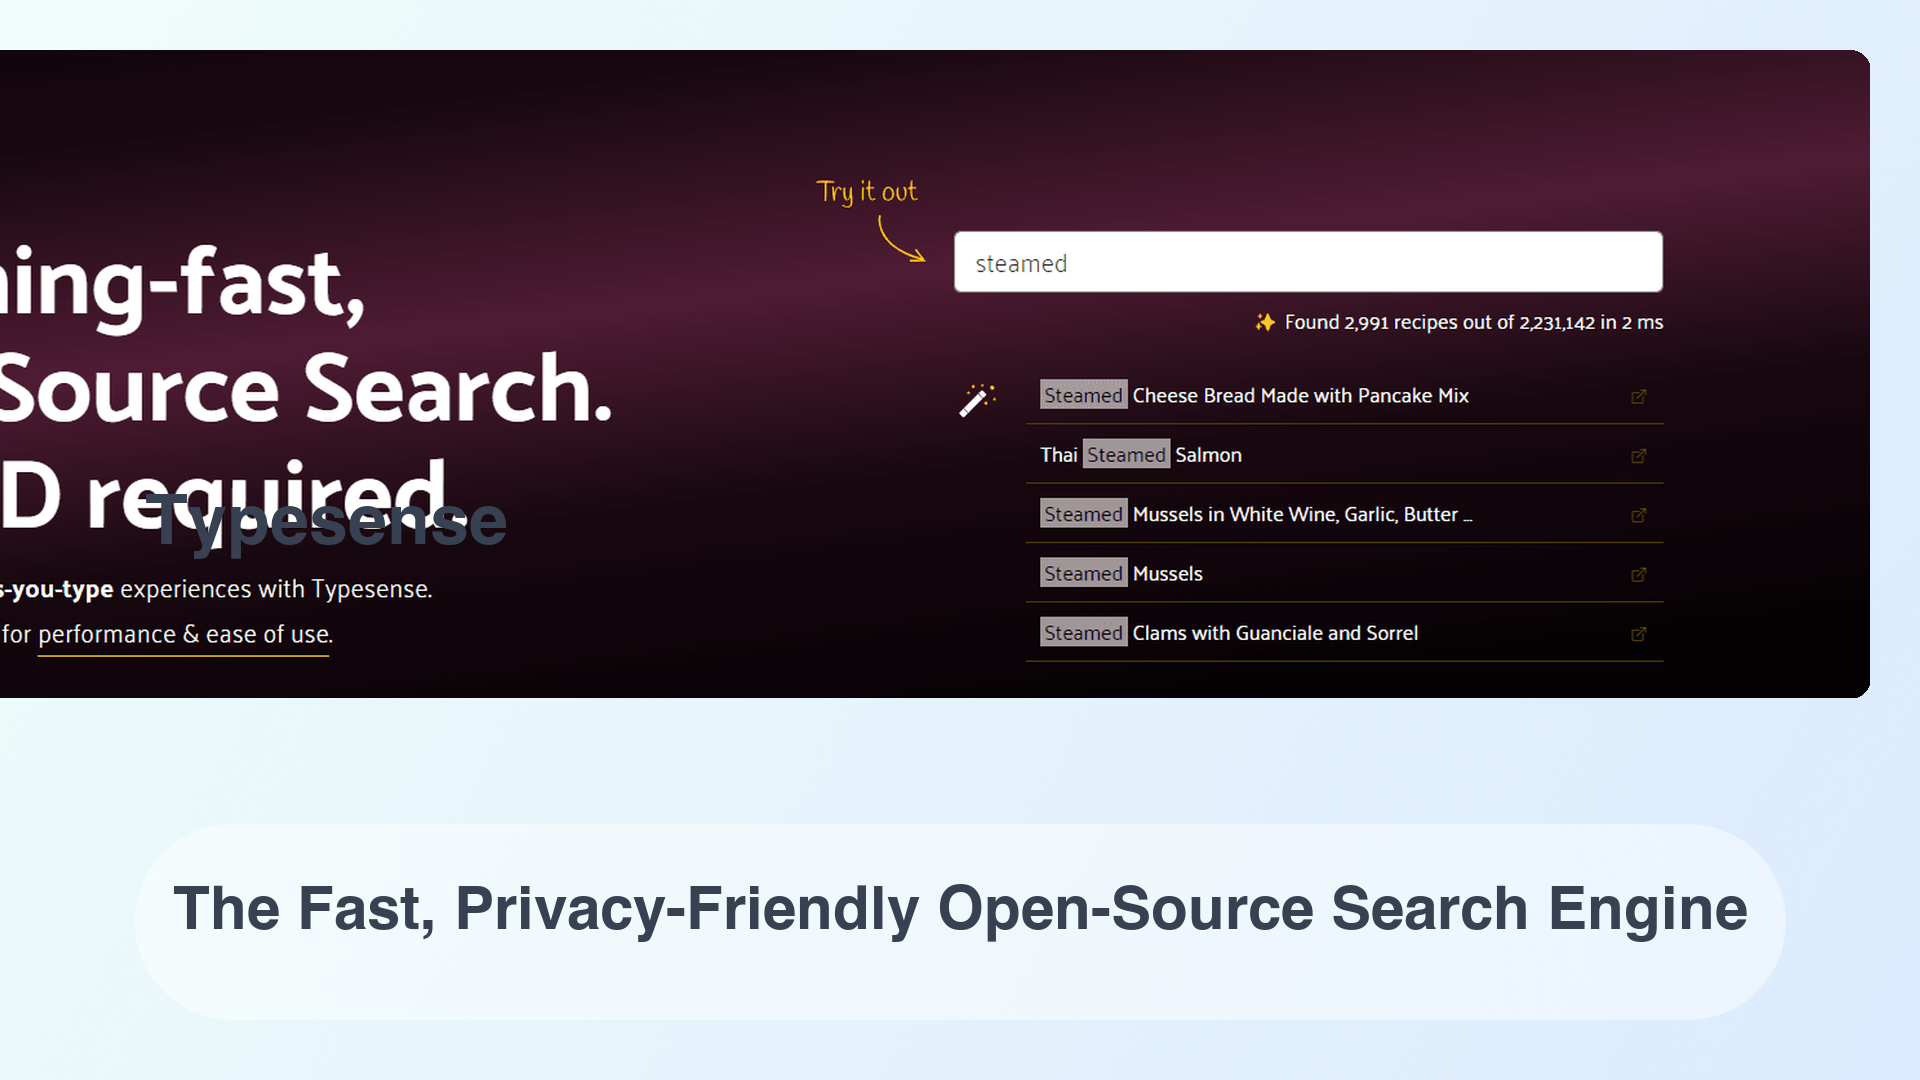 ning-fast,
Source Search.
D required.
Typesense
s-you-type experiences with Typesense.
for performance & ease of use.
Try it out
steamed
✨ Found 2,991 recipes out of 2,231,142 in 2 ms
Steamed Cheese Bread Made with Pancake Mix
Thai Steamed Salmon
Steamed Mussels in White Wine, Garlic, Butter ...
Steamed Mussels
Steamed Clams with Guanciale and Sorrel
The Fast, Privacy-Friendly Open-Source Search Engine